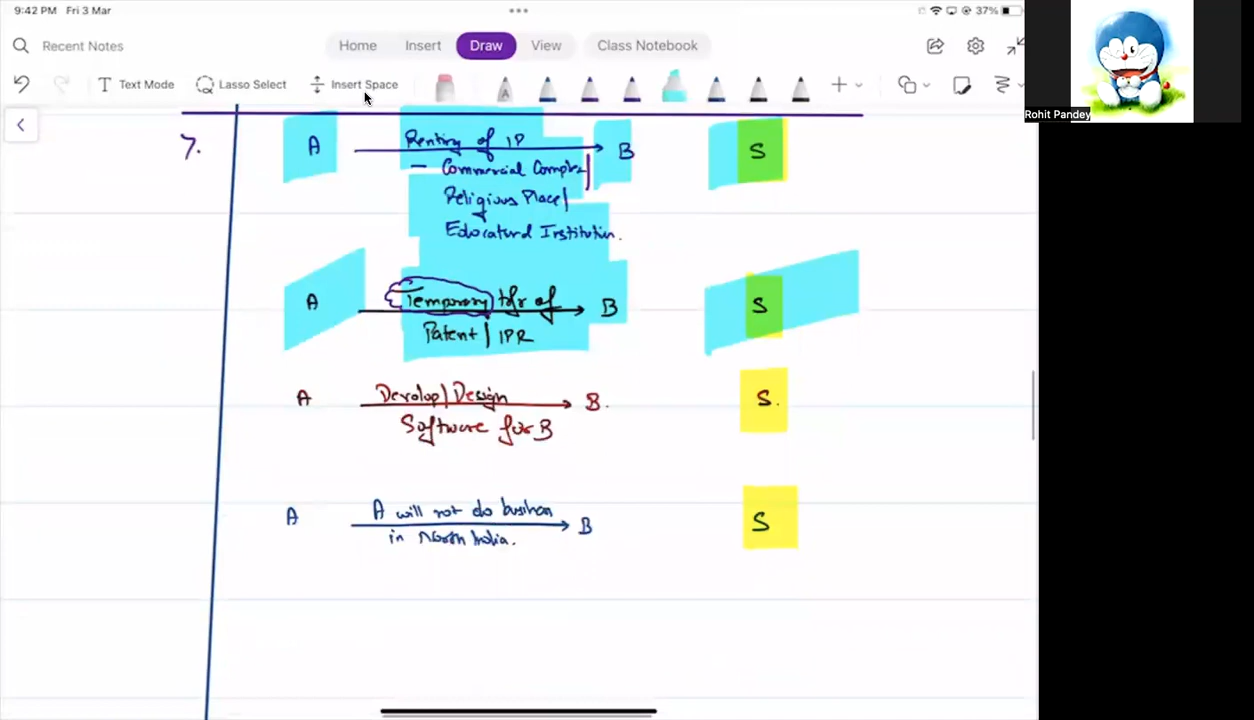 9:42 PM Fri 3 Mar
37%
Recent Notes
Home Insert Draw View Class Notebook
Text Mode Lasso Select Insert Space
Rohit Pandey
7. A Renting of IP B S
- Commercial Complex/
Religious Place/
Educational Institution.
A Temporary tdfr of B S
Patent / IPR
A Develop/Design B. S.
Software for B
A A will not do business B S
in North India.